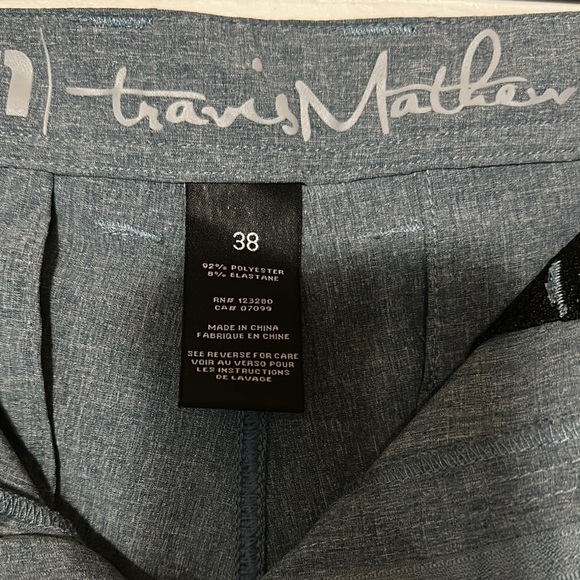 travisMathew
38
92% POLYESTER
8% ELASTANE
RN# 123280
CA# 07099
MADE IN CHINA
FABRIQUE EN CHINE
SEE REVERSE FOR CARE
VOIR AU VERSO POUR
LES INSTRUCTIONS
DE LAVAGE